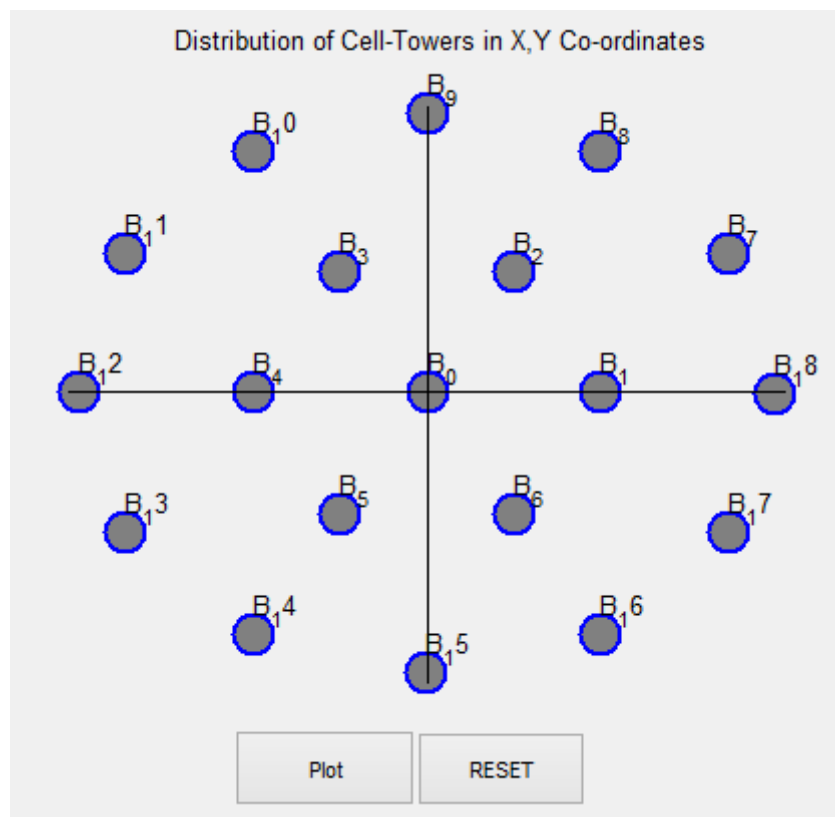 Distribution of Cell-Towers in X,Y Co-ordinates
B₉
B₁0 B₈
B₁1 B₇
B₃ B₂
B₁2 B₄ B₀ B₁ B₁8
B₁3 B₅ B₆ B₁7
B₁4 B₁6
B₁5
Plot RESET